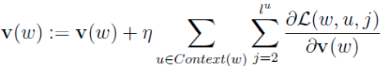 v(w) := v(w) + η ∑_{u∈Context(w)} ∑_{j=2}^{l^u} ∂ℒ(w, u, j) / ∂v(w)